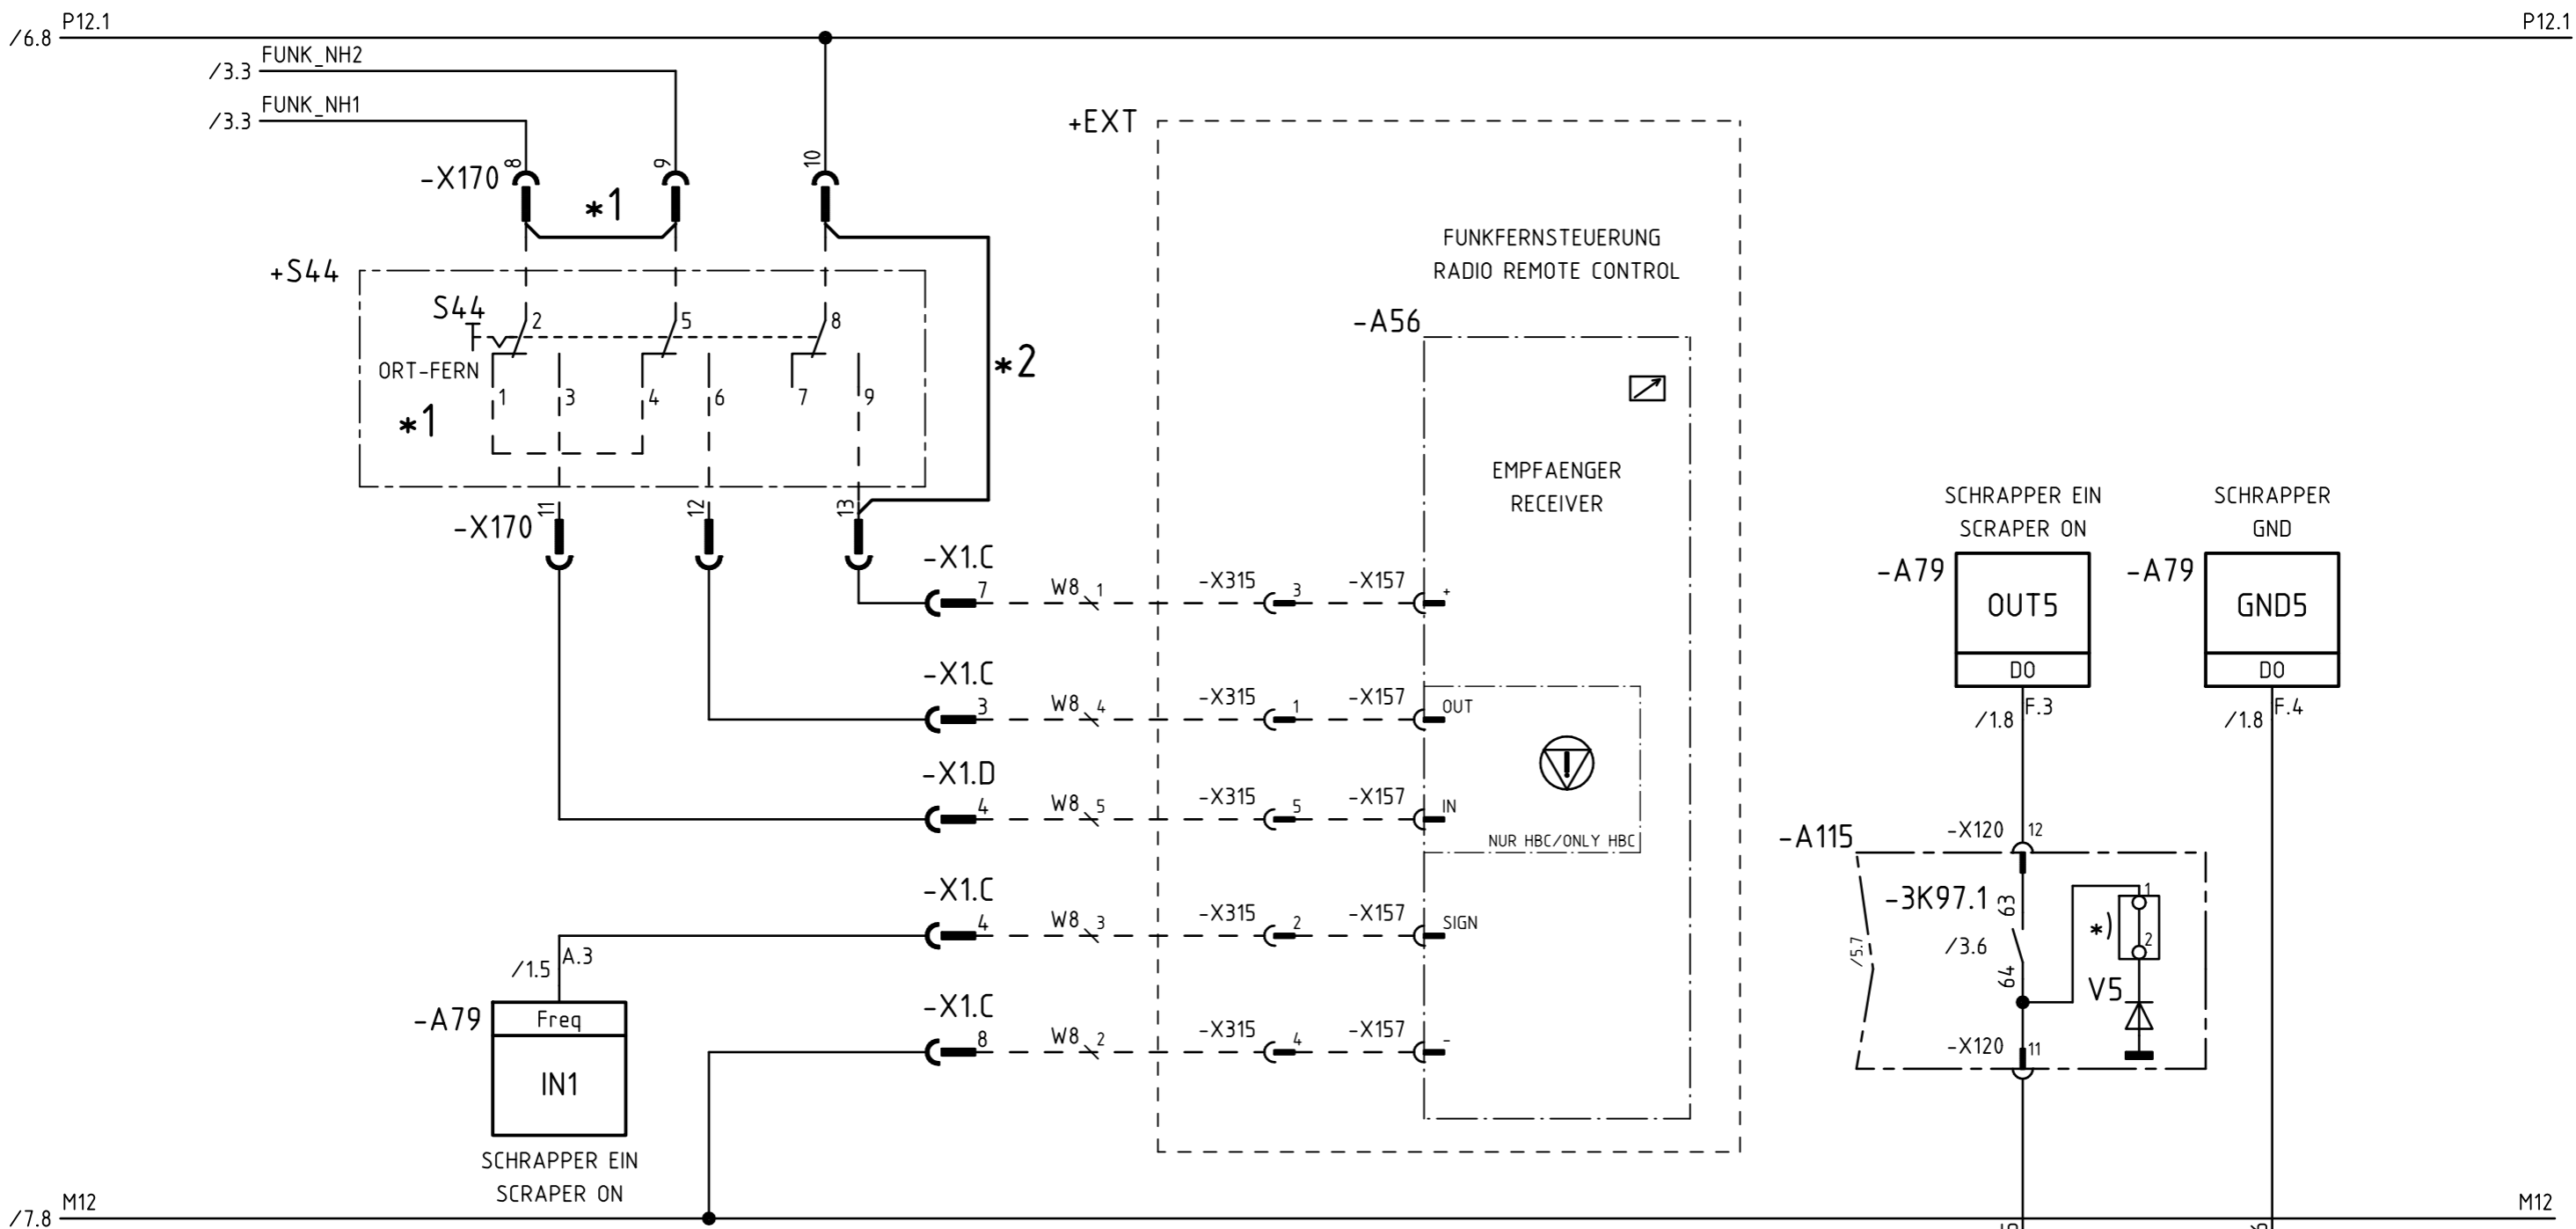 P12.1 P12.1
/6.8
FUNK_NH2
/3.3
FUNK_NH1
/3.3
+EXT
-X170 8 9 10
*1
FUNKFERNSTEUERUNG
RADIO REMOTE CONTROL
+S44
S44 2 5 8
-A56
ORT-FERN
*2
1 3 4 6 7 9
*1
EMPFAENGER
RECEIVER
SCHRAPPER EIN
SCRAPER ON
SCHRAPPER
GND
-X170 11 12 13
-X1.C 7 W8 1 -X315 3 -X157 +
-A79 OUT5 DO
-A79 GND5 DO
-X1.C 3 W8 4 -X315 1 -X157 OUT
/1.8 F.3
/1.8 F.4
-X1.D 4 W8 5 -X315 5 -X157 IN
NUR HBC/ONLY HBC
-A115 -X120 12
-X1.C 4 W8 3 -X315 2 -X157 SIGN
-3K97.1 63 1
*) 2
/5.7 /3.6 64
V5
/1.5 A.3
-A79 Freq
IN1
-X1.C 8 W8 2 -X315 4 -X157 -
-X120 11
SCHRAPPER EIN
SCRAPER ON
M12 M12
/7.8